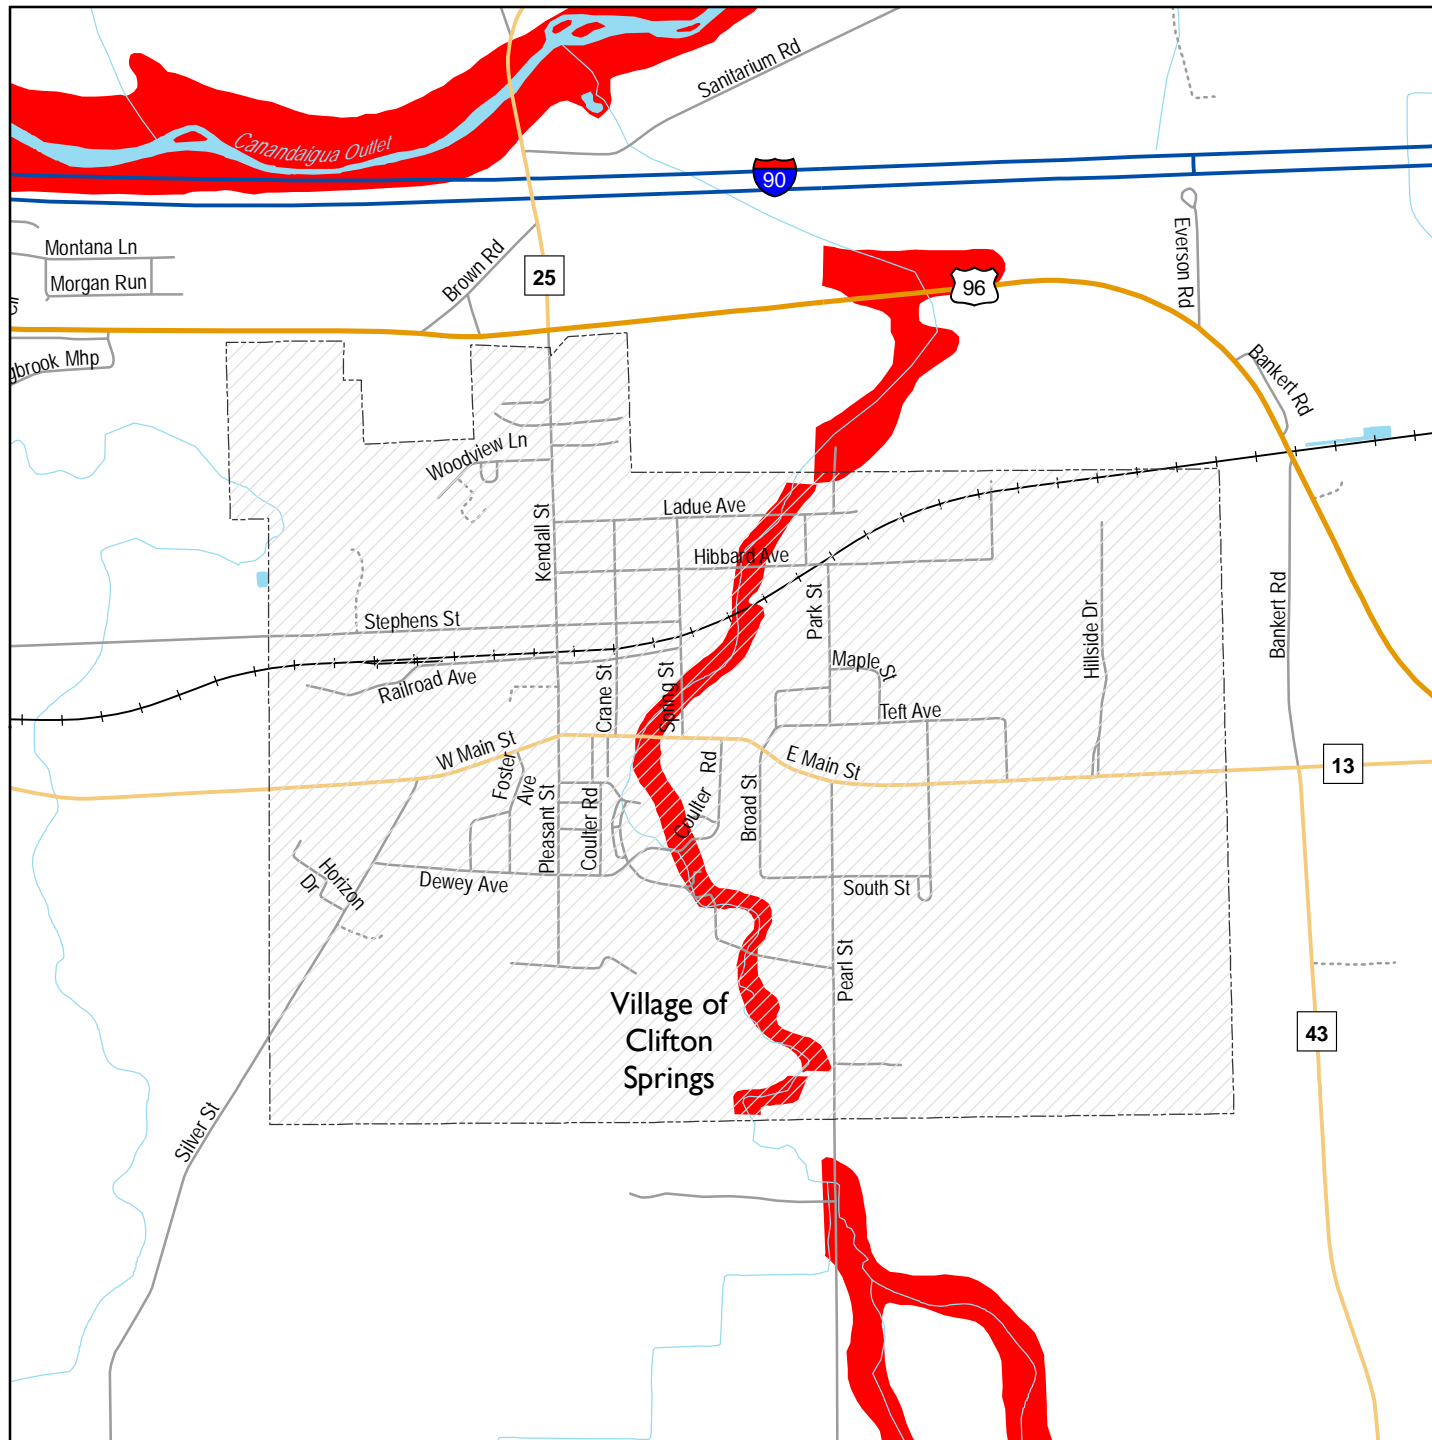 Sanitarium Rd
Canandaigua Outlet
90
Montana Ln
Morgan Run
Brown Rd
25
96
Everson Rd
gbrook Mhp
Bankert Rd
Woodview Ln
Kendall St
Ladue Ave
Hibbard Ave
Stephens St
Park St
Hillside Dr
Bankert Rd
Railroad Ave
Crane St
Spring St
Maple St
Teft Ave
W Main St
E Main St
13
Foster
Ave
Pleasant St
Coulter Rd
Coulter
Rd
Broad St
Horizon
Dr
Dewey Ave
South St
Pearl St
Village of
Clifton
Springs
43
Silver St